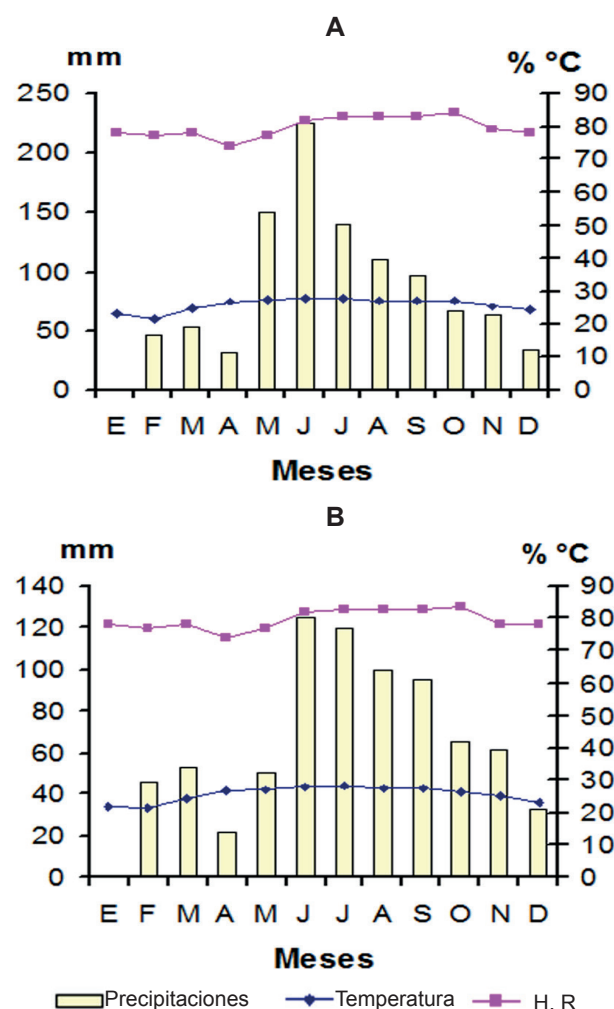 A
mm % °C
250 90
80
200 70
60
150 50
100 40
30
50 20
10
0 0
E F M A M J J A S O N D
Meses
B
mm % °C
140 90
120 80
70
100 60
80 50
60 40
40 30
20 20
10
0 0
E F M A M J J A S O N D
Meses
Precipitaciones Temperatura H. R